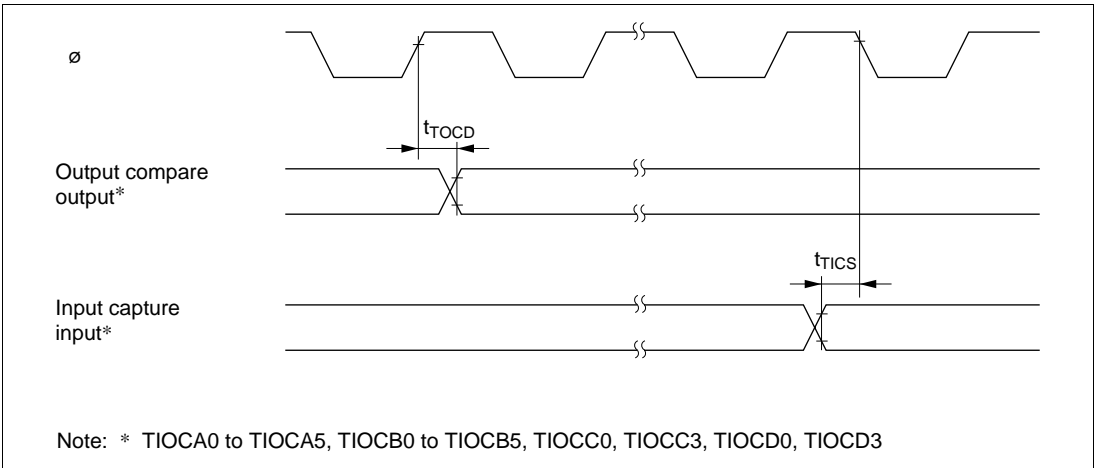 ø
tTOCD
Output compare
output*
tTICS
Input capture
input*
Note: * TIOCA0 to TIOCA5, TIOCB0 to TIOCB5, TIOCC0, TIOCC3, TIOCD0, TIOCD3